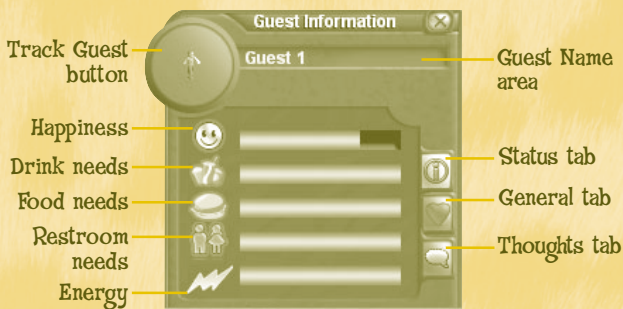 Guest Information
Track Guest
button
Guest 1
Guest Name
area
Happiness
Drink needs
Food needs
Restroom
needs
Energy
Status tab
General tab
Thoughts tab